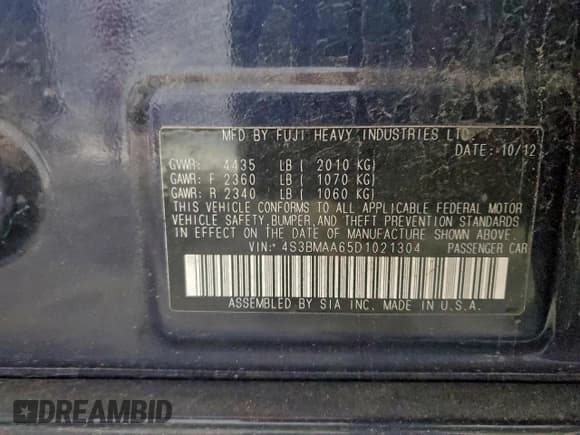 MFD BY FUJI HEAVY INDUSTRIES LTD.
DATE: 10/12
GVWR: 4435 LB ( 2010 KG)
GAWR: F 2360 LB ( 1070 KG)
GAWR: R 2340 LB ( 1060 KG)
THIS VEHICLE CONFORMS TO ALL APPLICABLE FEDERAL MOTOR
VEHICLE SAFETY, BUMPER, AND THEFT PREVENTION STANDARDS
IN EFFECT ON THE DATE OF MANUFACTURE SHOWN ABOVE.
VIN:* 4S3BMAA65D1021304 PASSENGER CAR
ASSEMBLED BY SIA INC. MADE IN U.S.A.
DREAMBID